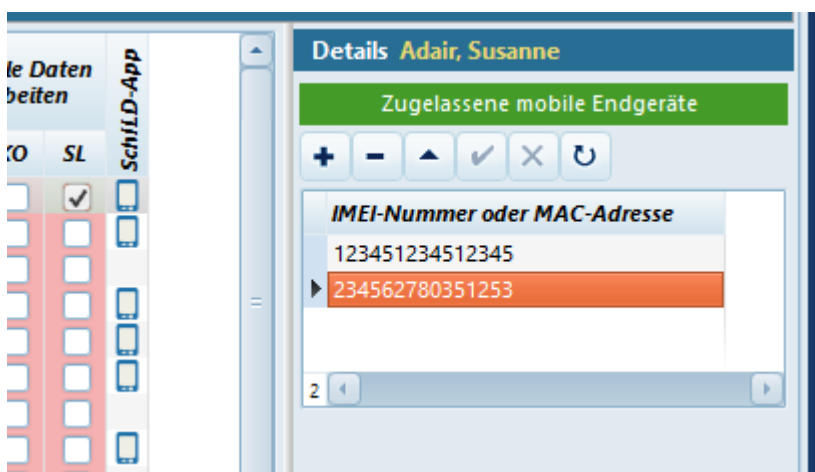 Details Adair, Susanne
le Daten
beiten
SchILD-App
KO SL
Zugelassene mobile Endgeräte
IMEI-Nummer oder MAC-Adresse
123451234512345
234562780351253
2